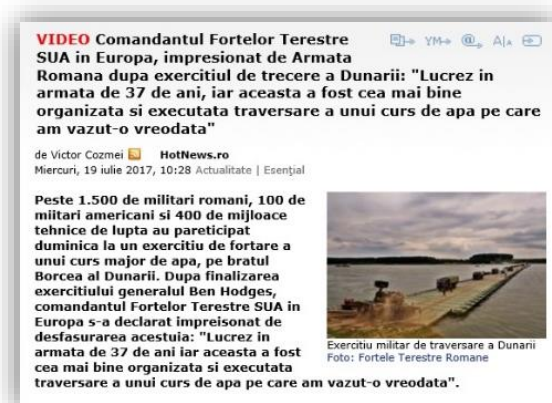 VIDEO Comandantul Fortelor Terestre
SUA in Europa, impresionat de Armata
Romana dupa exercitiul de trecere a Dunarii: "Lucrez in
armata de 37 de ani, iar aceasta a fost cea mai bine
organizata si executata traversare a unui curs de apa pe care
am vazut-o vreodata"
YM
A|A
de Victor Cozmei HotNews.ro
Miercuri, 19 iulie 2017, 10:28 Actualitate | Esenţial
Peste 1.500 de militari romani, 100 de
miitari americani si 400 de mijloace
tehnice de lupta au pareticipat
duminica la un exercitiu de fortare a
unui curs major de apa, pe bratul
Borcea al Dunarii. Dupa finalizarea
exercitiului generalul Ben Hodges,
comandantul Fortelor Terestre SUA in
Europa s-a declarat impreisonat de
desfasurarea acestuia: "Lucrez in
armata de 37 de ani iar aceasta a fost
cea mai bine organizata si executata
traversare a unui curs de apa pe care am vazut-o vreodata".
Exercitiu militar de traversare a Dunarii
Foto: Fortele Terestre Romane